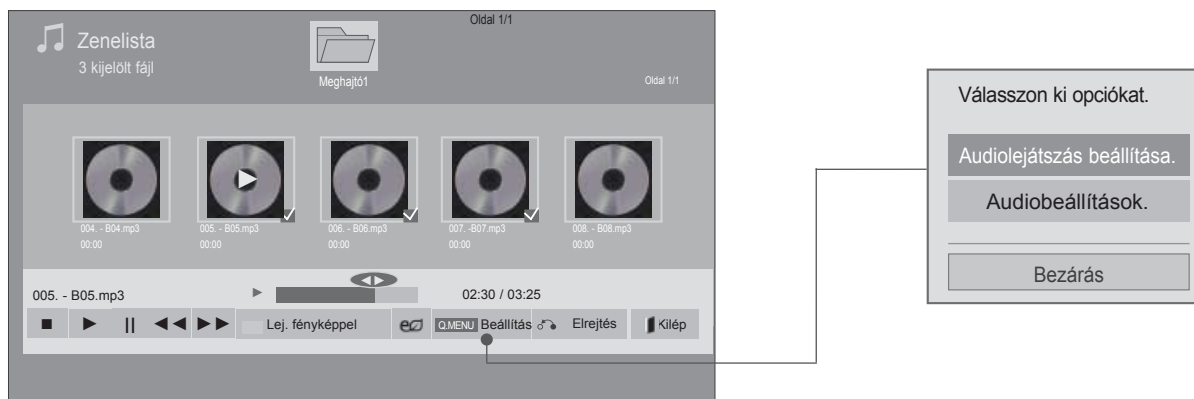 Oldal 1/1
Zenelista
3 kijelölt fájl
Meghajtó1
Oldal 1/1
004. - B04.mp3
00:00
005. - B05.mp3
00:00
006. - B06.mp3
00:00
007. -B07.mp3
00:00
008. - B08.mp3
00:00
005. - B05.mp3
02:30 / 03:25
Lej. fényképpel
Q.MENU Beállítás
Elrejtés
Kilép
Válasszon ki opciókat.
Audiolejátszás beállítása.
Audiobeállítások.
Bezárás